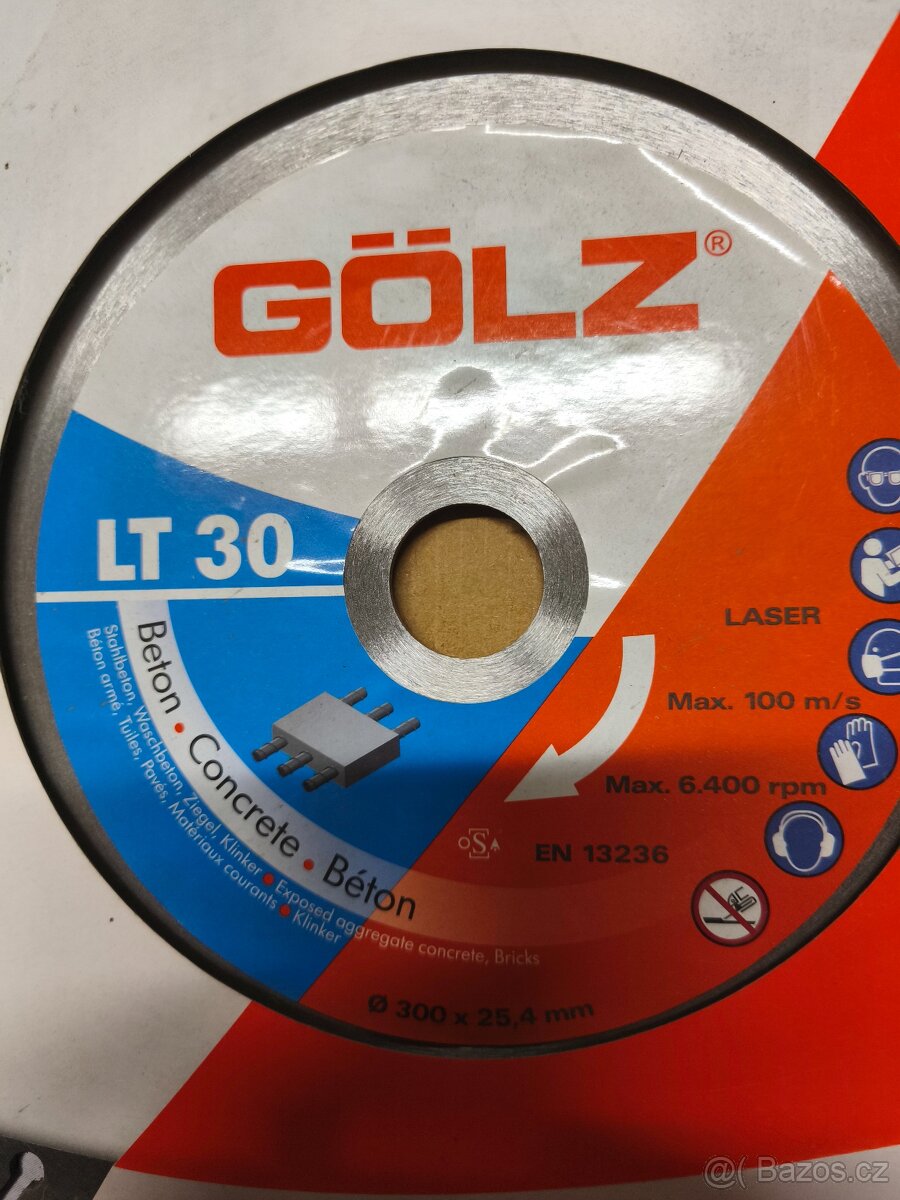 GÖLZ®
LT 30
Beton • Concrete • Béton
Stahlbeton, Waschbeton, Ziegel, Klinker • Exposed aggregate concrete, Bricks
Béton armé, Tuiles, Pavés, Matériaux courants • Klinker
LASER
Max. 100 m/s
Max. 6.400 rpm
oSA
EN 13236
Ø 300 x 25,4 mm
@( Bazos.cz